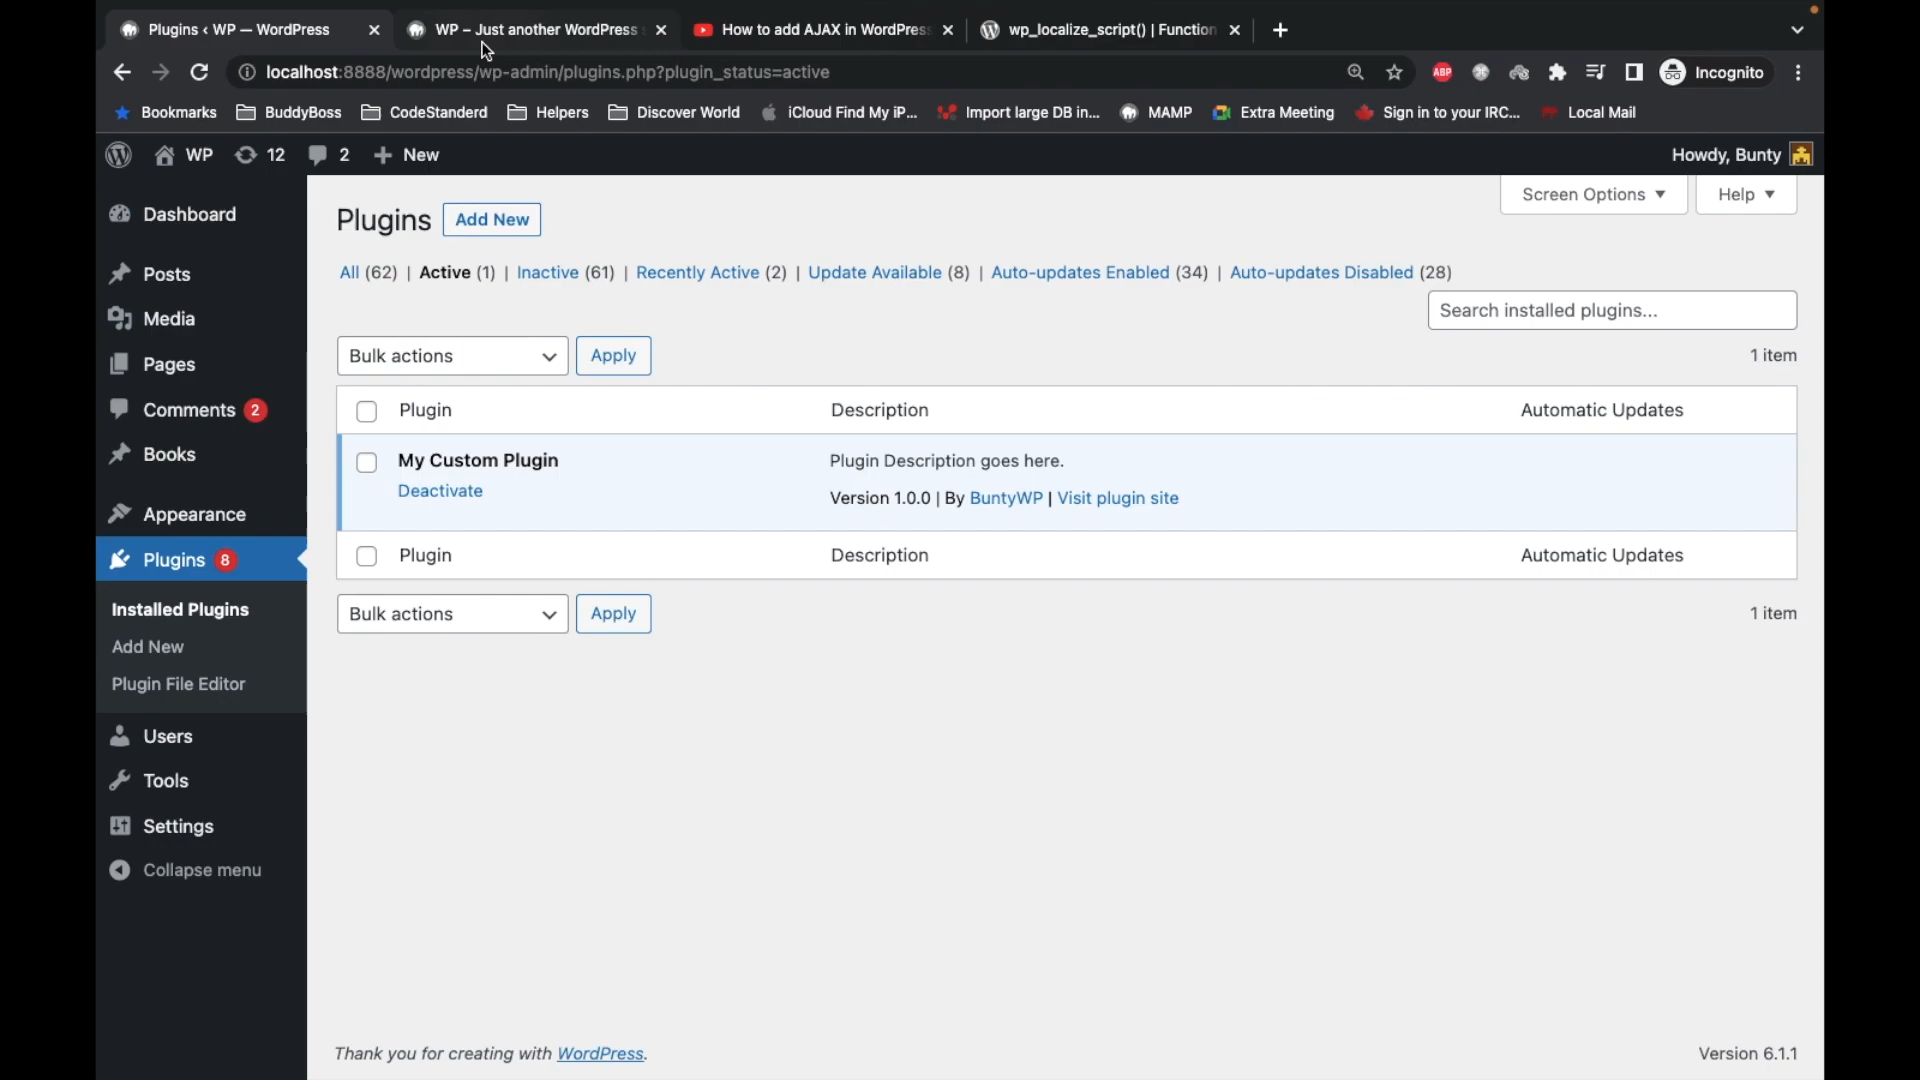 Plugins ‹ WP — WordPress
WP – Just another WordPress
How to add AJAX in WordPress
wp_localize_script() | Function
localhost:8888/wordpress/wp-admin/plugins.php?plugin_status=active
ABP
Incognito
Bookmarks
BuddyBoss
CodeStanderd
Helpers
Discover World
iCloud Find My iP...
Import large DB in...
MAMP
Extra Meeting
Sign in to your IRC...
Local Mail
WP
12
2
New
Howdy, Bunty
Screen Options
Help
Dashboard
Posts
Media
Pages
Comments 2
Books
Appearance
Plugins 8
Installed Plugins
Add New
Plugin File Editor
Users
Tools
Settings
Collapse menu
Plugins
Add New
All (62) | Active (1) | Inactive (61) | Recently Active (2) | Update Available (8) | Auto-updates Enabled (34) | Auto-updates Disabled (28)
Search installed plugins...
Bulk actions
Apply
1 item
Plugin
Description
Automatic Updates
My Custom Plugin
Deactivate
Plugin Description goes here.
Version 1.0.0 | By BuntyWP | Visit plugin site
Plugin
Description
Automatic Updates
Bulk actions
Apply
1 item
Thank you for creating with WordPress.
Version 6.1.1